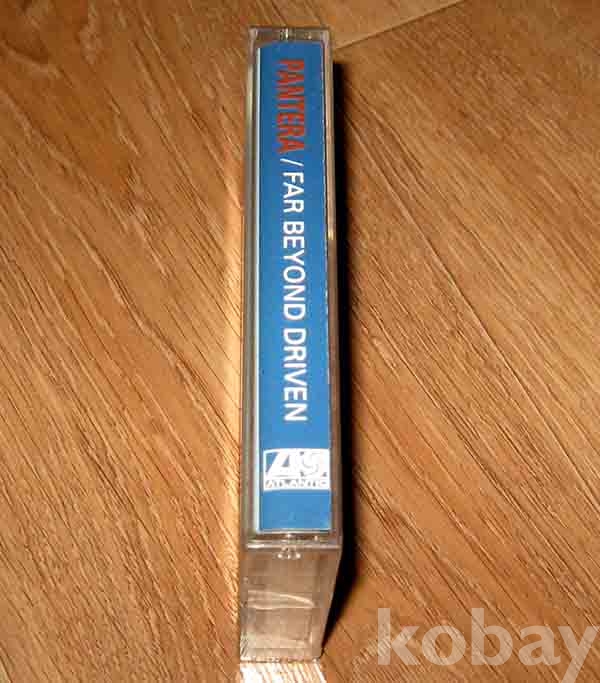 PANTERA / FAR BEYOND DRIVEN
ATLANTIC
kobay